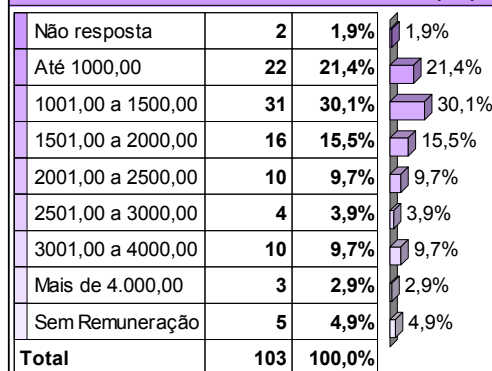 Não resposta 2 1,9% 1,9%
Até 1000,00 22 21,4% 21,4%
1001,00 a 1500,00 31 30,1% 30,1%
1501,00 a 2000,00 16 15,5% 15,5%
2001,00 a 2500,00 10 9,7% 9,7%
2501,00 a 3000,00 4 3,9% 3,9%
3001,00 a 4000,00 10 9,7% 9,7%
Mais de 4.000,00 3 2,9% 2,9%
Sem Remuneração 5 4,9% 4,9%
Total 103 100,0%